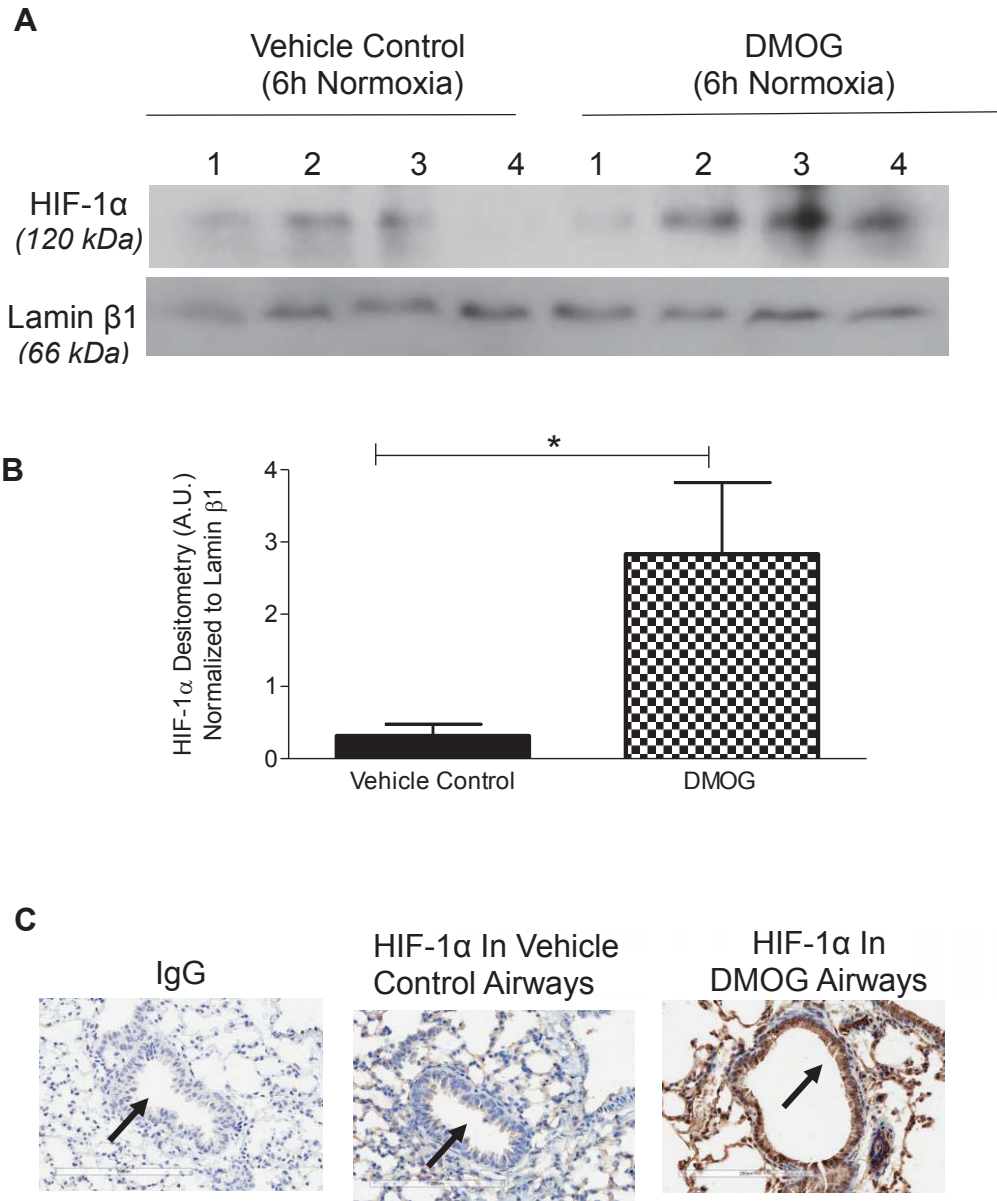 A
Vehicle Control
(6h Normoxia)
DMOG
(6h Normoxia)
1 2 3 4 1 2 3 4
HIF-1α
(120 kDa)
Lamin β1
(66 kDa)
B
*
HIF-1α Desitometry (A.U.)
Normalized to Lamin β1
4
3
2
1
0
Vehicle Control
DMOG
C
IgG
HIF-1α In Vehicle
Control Airways
HIF-1α In
DMOG Airways